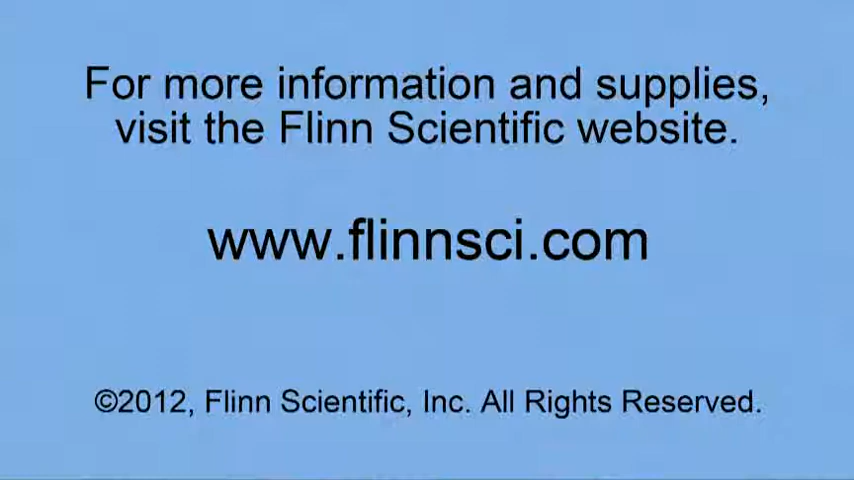 For more information and supplies,
visit the Flinn Scientific website.
www.flinnsci.com
©2012, Flinn Scientific, Inc. All Rights Reserved.